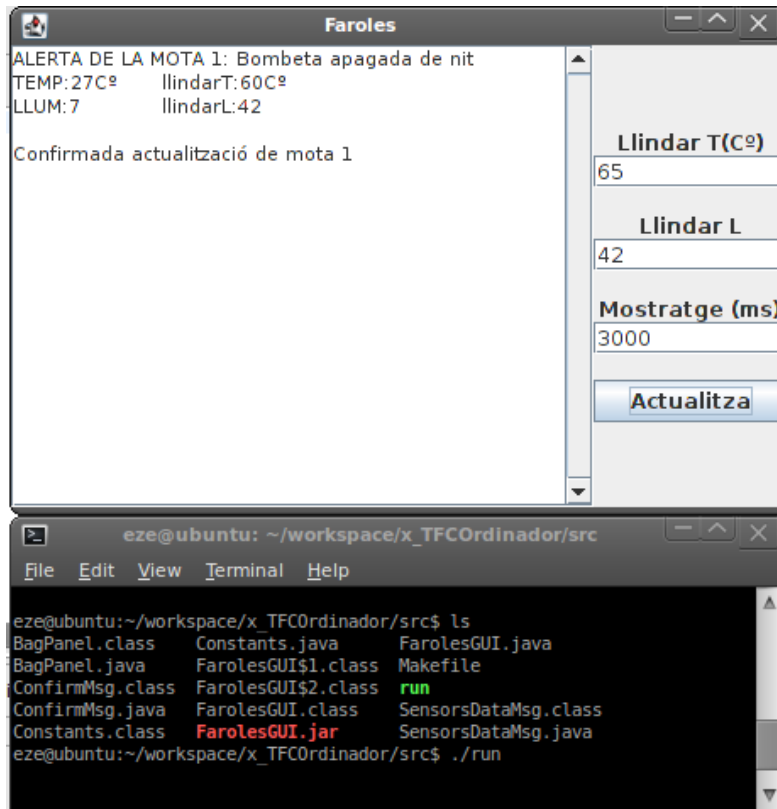 Faroles
ALERTA DE LA MOTA 1: Bombeta apagada de nit
TEMP:27Cº llindarT:60Cº
LLUM:7 llindarL:42
Confirmada actualització de mota 1
Llindar T(Cº)
65
Llindar L
42
Mostratge (ms)
3000
Actualitza
eze@ubuntu: ~/workspace/x_TFCOrdinador/src
File Edit View Terminal Help
eze@ubuntu:~/workspace/x_TFCOrdinador/src$ ls
BagPanel.class Constants.java FarolesGUI.java
BagPanel.java FarolesGUI$1.class Makefile
ConfirmMsg.class FarolesGUI$2.class run
ConfirmMsg.java FarolesGUI.class SensorsDataMsg.class
Constants.class FarolesGUI.jar SensorsDataMsg.java
eze@ubuntu:~/workspace/x_TFCOrdinador/src$ ./run